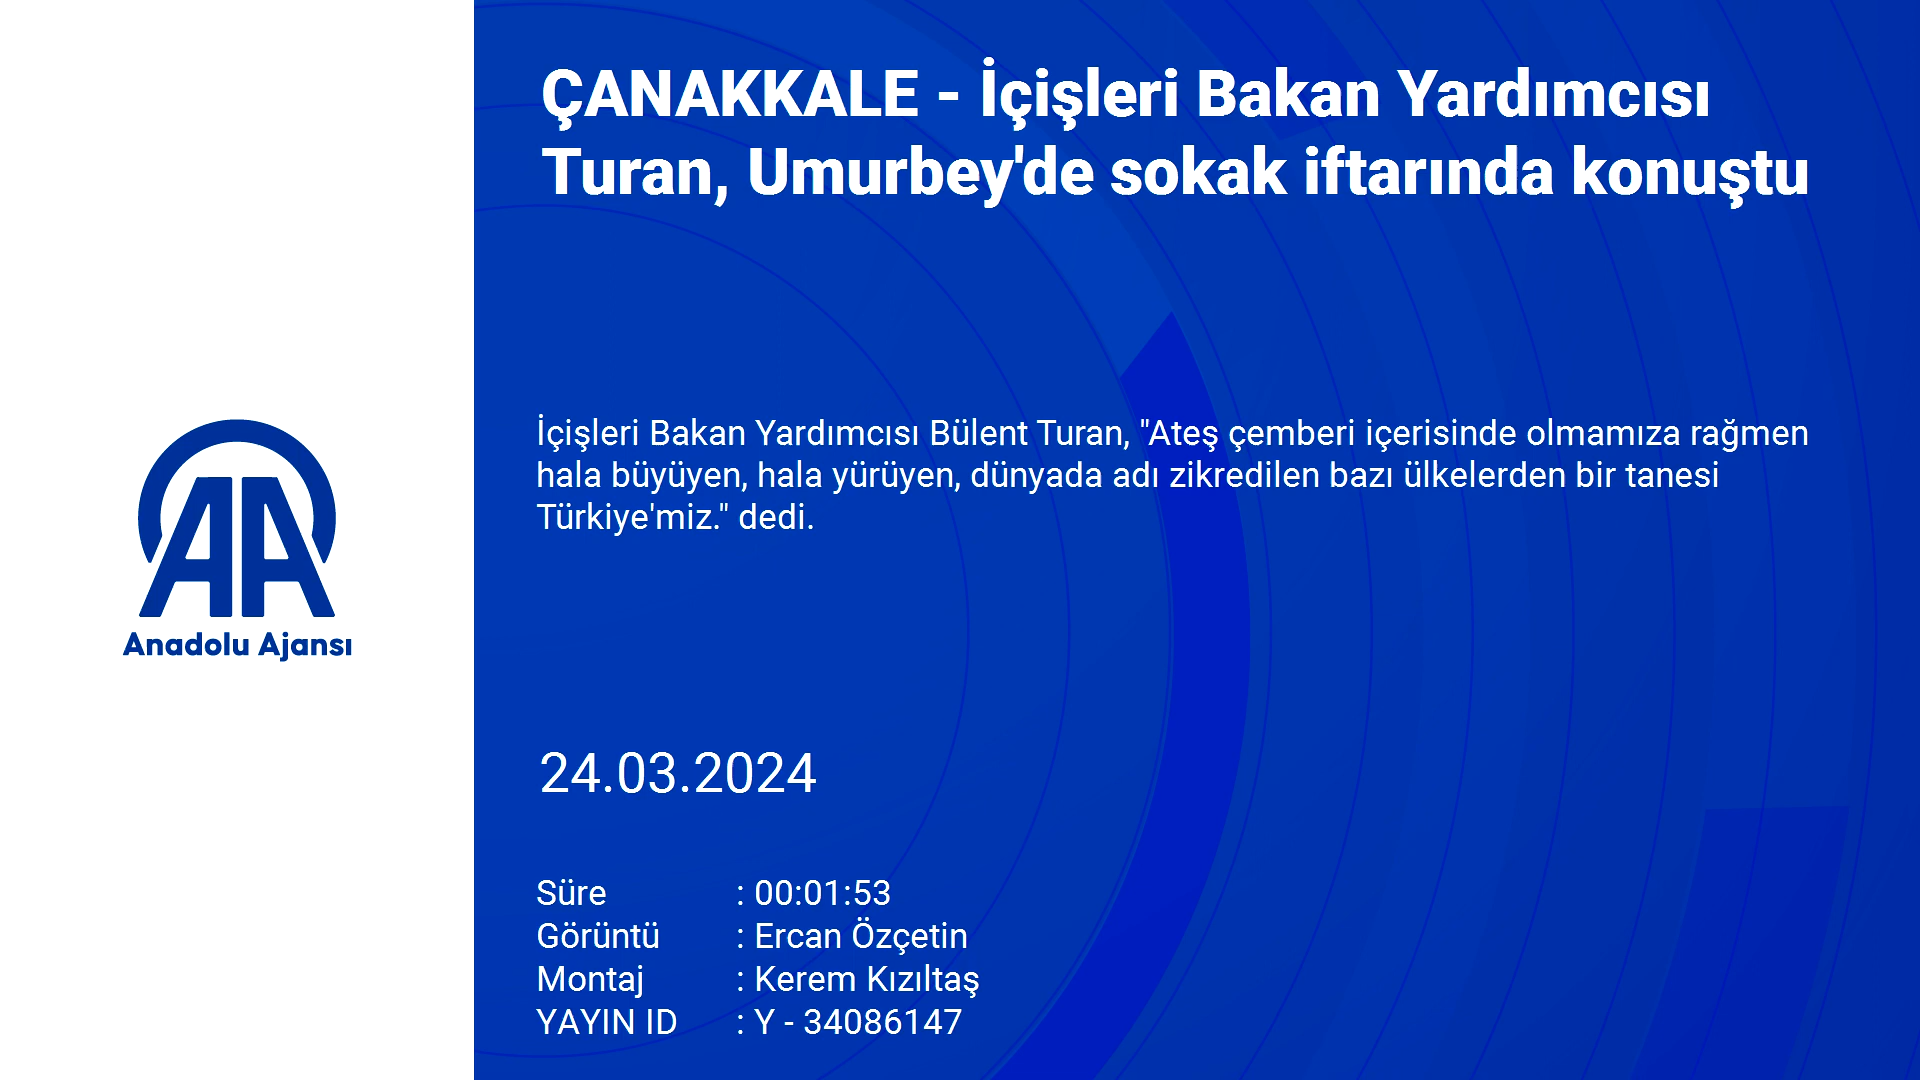 ÇANAKKALE - İçişleri Bakan Yardımcısı
Turan, Umurbey'de sokak iftarında konuştu
İçişleri Bakan Yardımcısı Bülent Turan, "Ateş çemberi içerisinde olmamıza rağmen
hala büyüyen, hala yürüyen, dünyada adı zikredilen bazı ülkelerden bir tanesi
Türkiye'miz." dedi.
AA
Anadolu Ajansı
24.03.2024
Süre : 00:01:53
Görüntü : Ercan Özçetin
Montaj : Kerem Kızıltaş
YAYIN ID : Y - 34086147